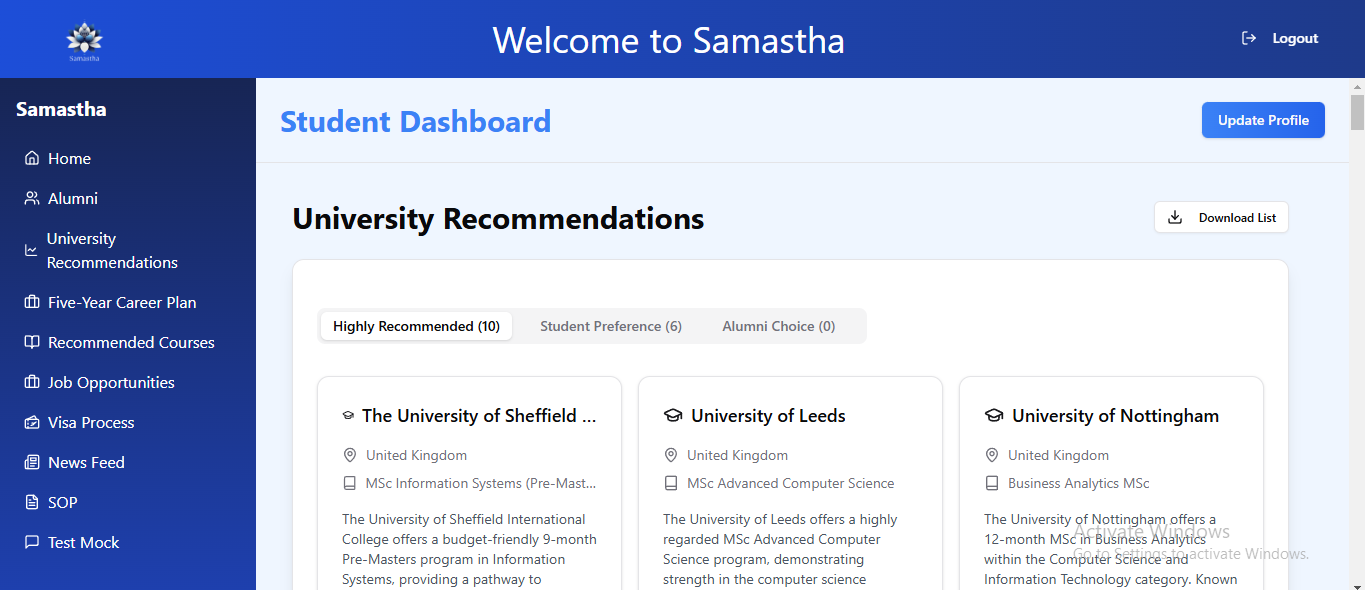 Samastha
Welcome to Samastha
Logout
Samastha
Home
Alumni
University
Recommendations
Five-Year Career Plan
Recommended Courses
Job Opportunities
Visa Process
News Feed
SOP
Test Mock
Student Dashboard
Update Profile
University Recommendations
Download List
Highly Recommended (10)
Student Preference (6)
Alumni Choice (0)
The University of Sheffield ...
United Kingdom
MSc Information Systems (Pre-Mast...
The University of Sheffield International
College offers a budget-friendly 9-month
Pre-Masters program in Information
Systems, providing a pathway to
University of Leeds
United Kingdom
MSc Advanced Computer Science
The University of Leeds offers a highly
regarded MSc Advanced Computer
Science program, demonstrating
strength in the computer science
University of Nottingham
United Kingdom
Business Analytics MSc
The University of Nottingham offers a
12-month MSc in Business Analytics
within the Computer Science and
Information Technology category. Known
Activate Windows
Go to Settings to activate Windows.